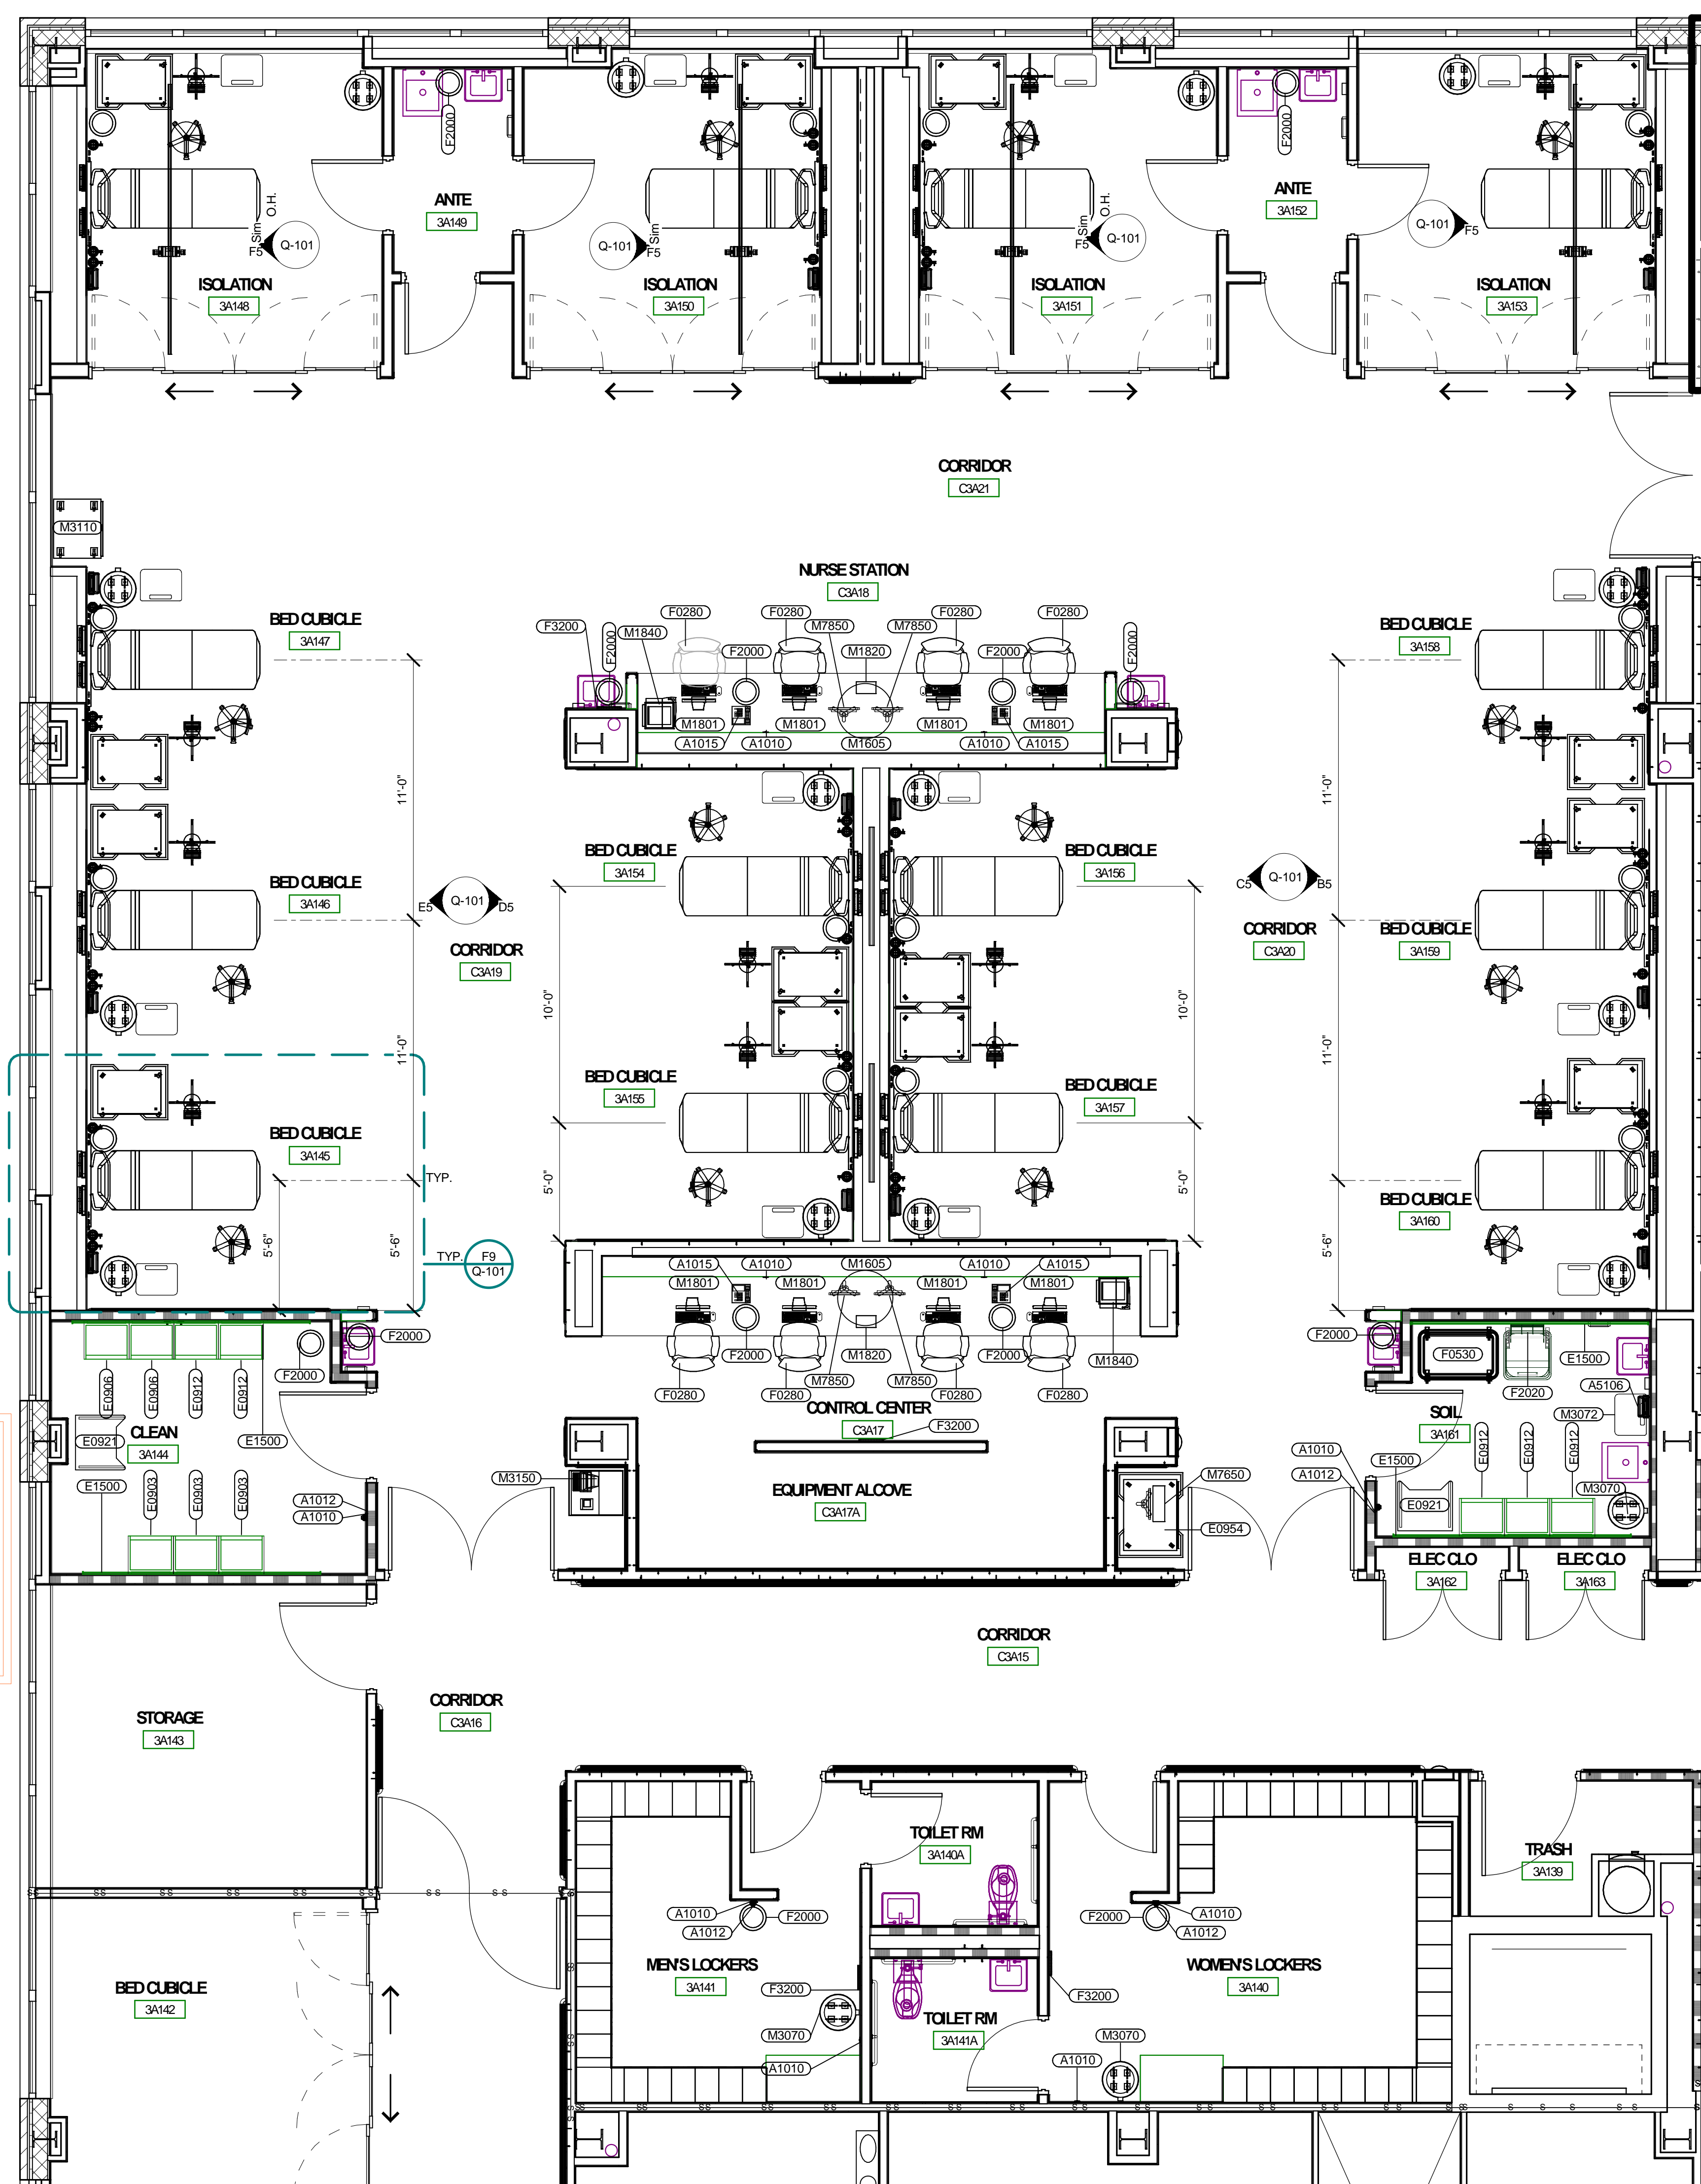 F2000
F2000
ANTE
3A149
ANTE
3A152
O.H.
Sim
F5
Q-101
Q-101
Sim
F5
O.H.
Sim
F5
Q-101
Q-101
F5
ISOLATION
3A148
ISOLATION
3A150
ISOLATION
3A151
ISOLATION
3A153
CORRIDOR
C3A21
M3110
NURSE STATION
C3A18
BED CUBICLE
3A147
BED CUBICLE
3A158
F0280
F0280
F0280
F0280
F3200
F2000
M1840
M7850
M7850
F2000
M1820
F2000
F2000
M1801
M1801
M1801
M1801
A1015
A1010
M1605
A1010
A1015
11'-0"
11'-0"
BED CUBICLE
3A154
BED CUBICLE
3A156
BED CUBICLE
3A146
E5
Q-101
D5
C5
Q-101
B5
CORRIDOR
C3A19
CORRIDOR
C3A20
BED CUBICLE
3A159
10'-0"
10'-0"
11'-0"
11'-0"
BED CUBICLE
3A155
BED CUBICLE
3A157
BED CUBICLE
3A145
TYP.
5'-0"
5'-0"
BED CUBICLE
3A160
5'-6"
5'-6"
5'-6"
TYP.
F9
Q-101
A1015
A1010
M1605
A1010
A1015
M1801
M1801
M1801
M1801
F2000
F2000
F2000
M1820
F2000
M1840
F2000
F0280
F0280
M7850
M7850
F0280
F0280
F2000
F0530
F2020
E1500
A5106
M3072
E0906
E0906
E0912
E0912
CLEAN
3A144
E0921
E1500
CONTROL CENTER
C3A17
F3200
SOIL
3A161
E0912
E0912
E0912
A1010
A1012
E1500
E0921
M3070
E1500
E0903
E0903
E0903
A1012
A1010
M3150
EQUIPMENT ALCOVE
C3A17A
M7650
E0954
ELEC CLO
3A162
ELEC CLO
3A163
CORRIDOR
C3A15
CORRIDOR
C3A16
STORAGE
3A143
TOILET RM
3A140A
TRASH
3A139
A1010
A1012
F2000
F2000
A1010
A1012
MEN'S LOCKERS
3A141
WOMEN'S LOCKERS
3A140
BED CUBICLE
3A142
F3200
F3200
TOILET RM
3A141A
M3070
M3070
A1010
A1010